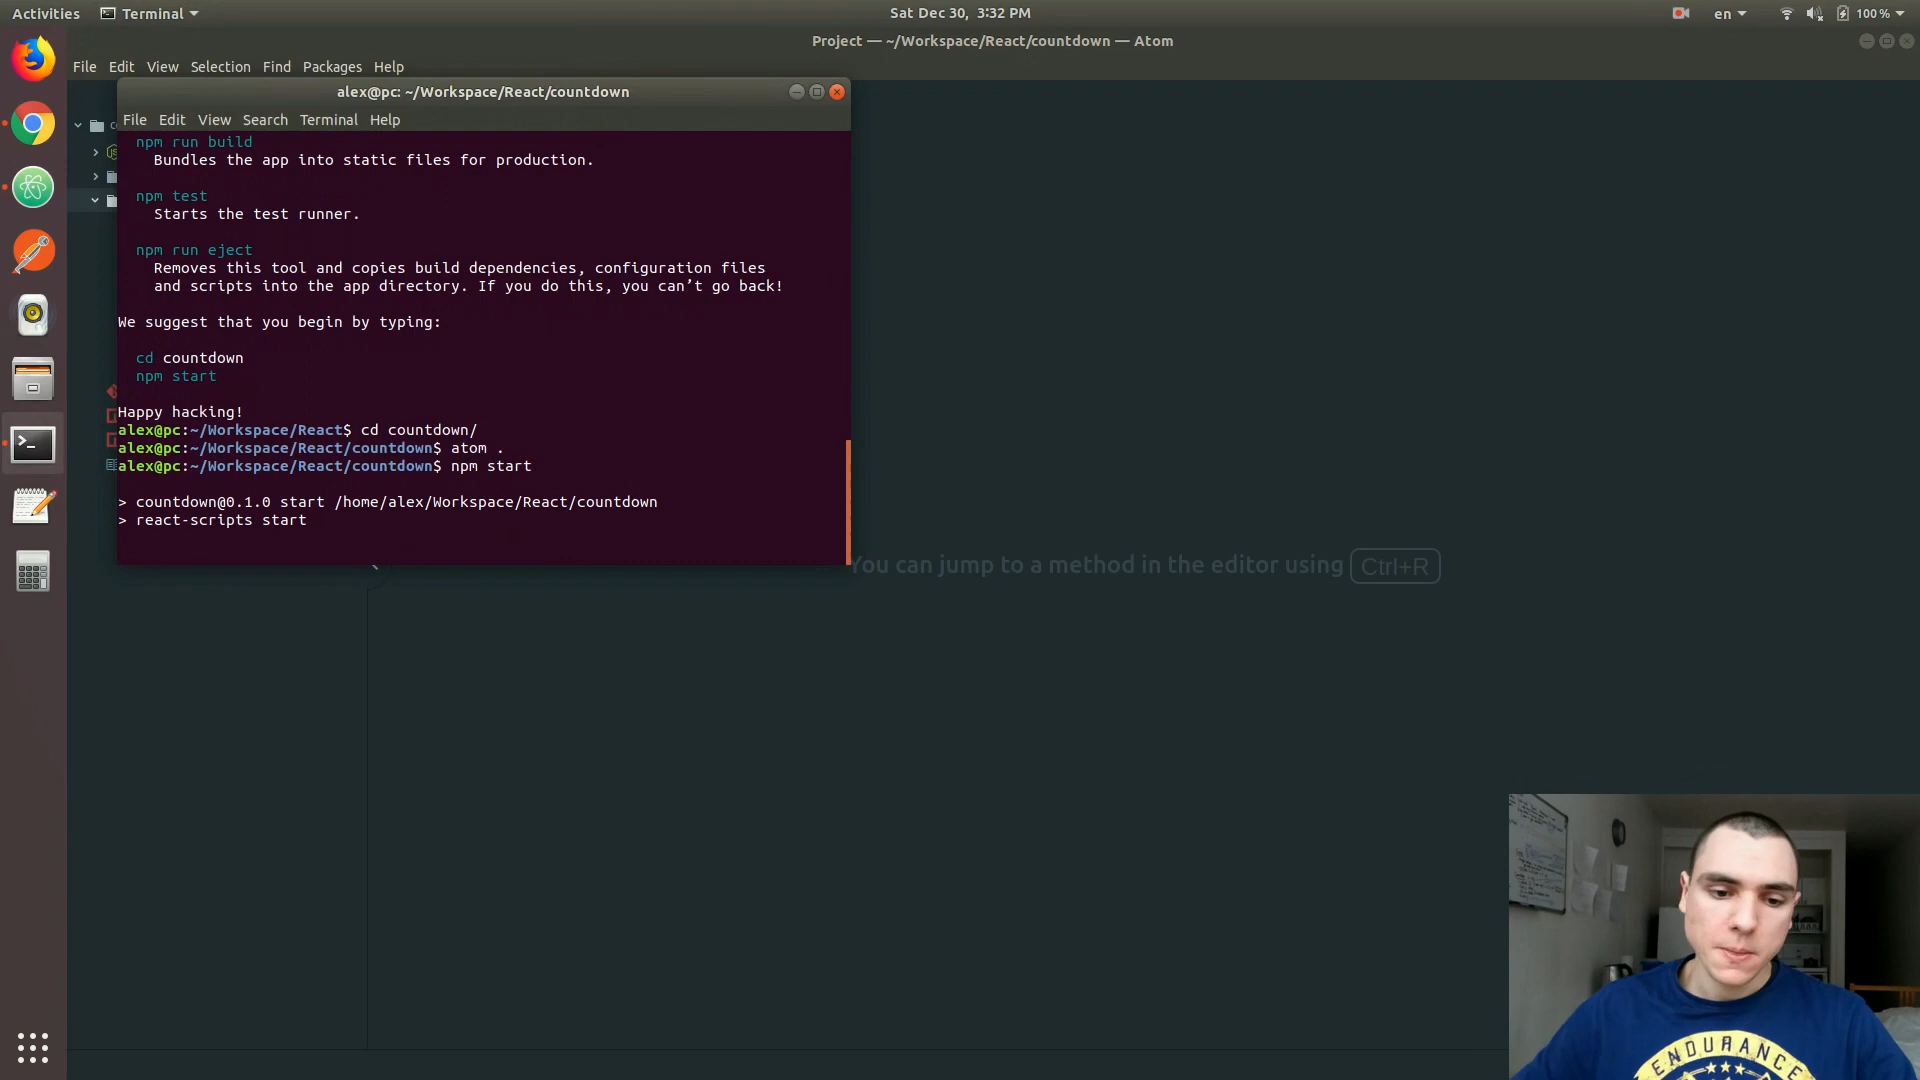 Activities
Terminal
Sat Dec 30, 3:32 PM
en
100 %
Project — ~/Workspace/React/countdown — Atom
File Edit View Selection Find Packages Help
alex@pc: ~/Workspace/React/countdown
File Edit View Search Terminal Help
npm run build
Bundles the app into static files for production.
npm test
Starts the test runner.
npm run eject
Removes this tool and copies build dependencies, configuration files
and scripts into the app directory. If you do this, you can’t go back!
We suggest that you begin by typing:
cd countdown
npm start
Happy hacking!
alex@pc:~/Workspace/React$ cd countdown/
alex@pc:~/Workspace/React/countdown$ atom .
alex@pc:~/Workspace/React/countdown$ npm start
> countdown@0.1.0 start /home/alex/Workspace/React/countdown
> react-scripts start
You can jump to a method in the editor using Ctrl+R
ENDURANCE